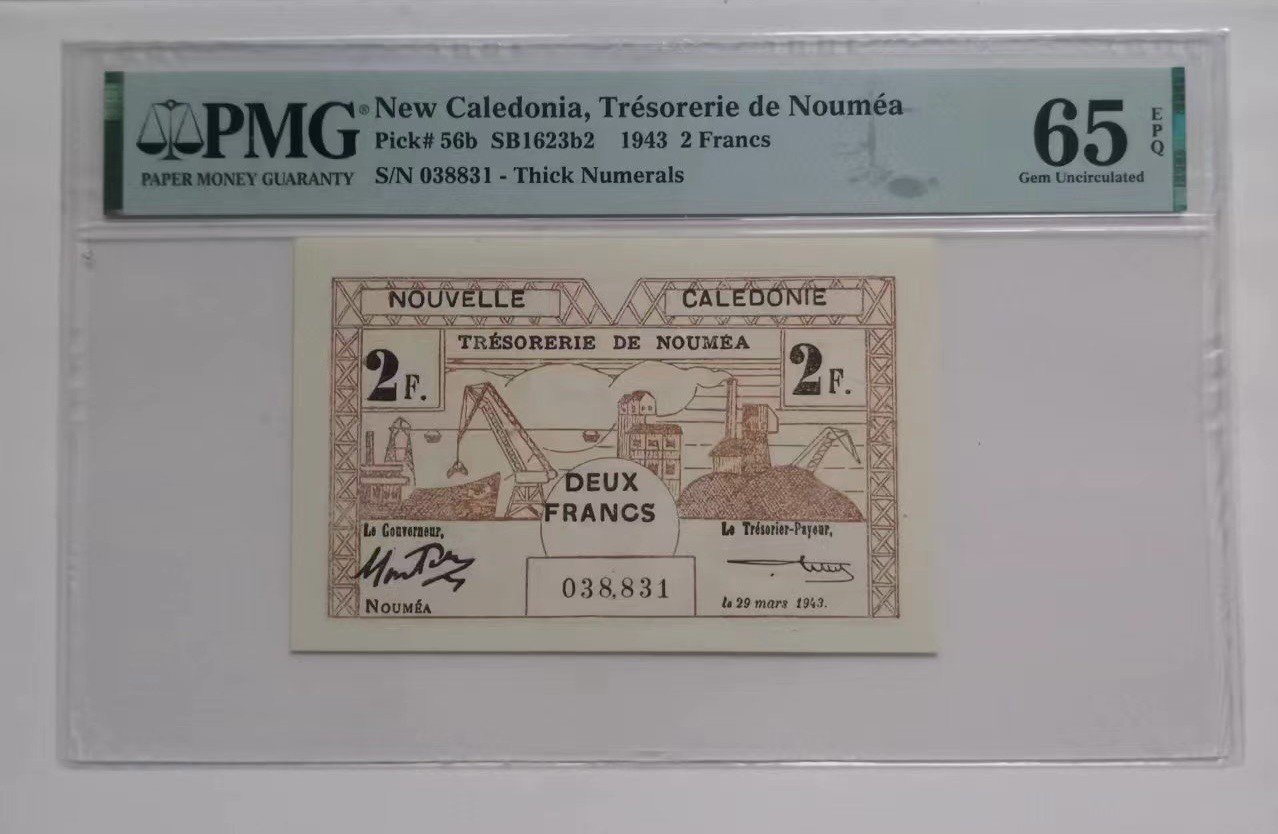 PMG®
PAPER MONEY GUARANTY
New Caledonia, Trésorerie de Nouméa
Pick# 56b SB1623b2 1943 2 Francs
S/N 038831 - Thick Numerals
65
EPQ
Gem Uncirculated
NOUVELLE CALEDONIE
TRÉSORERIE DE NOUMÉA
2F. 2F.
DEUX
FRANCS
Le Gouverneur, Le Trésorier-Payeur,
038,831
NOUMÉA
le 29 mars 1943.